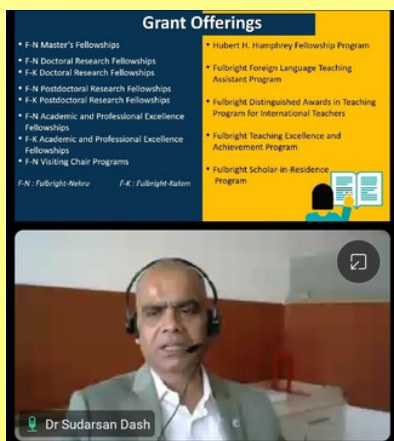 Grant Offerings
• F-N Master's Fellowships
• F-N Doctoral Research Fellowships
• F-K Doctoral Research Fellowships
• F-N Postdoctoral Research Fellowships
• F-K Postdoctoral Research Fellowships
• F-N Academic and Professional Excellence
Fellowships
• F-K Academic and Professional Excellence
Fellowships
• F-N Visiting Chair Programs
F-N : Fulbright-Nehru F-K : Fulbright-Kalam
• Hubert H. Humphrey Fellowship Program
• Fulbright Foreign Language Teaching
Assistant Program
• Fulbright Distinguished Awards in Teaching
Program for International Teachers
• Fulbright Teaching Excellence and
Achievement Program
• Fulbright Scholar-in-Residence
Program
Dr Sudarsan Dash